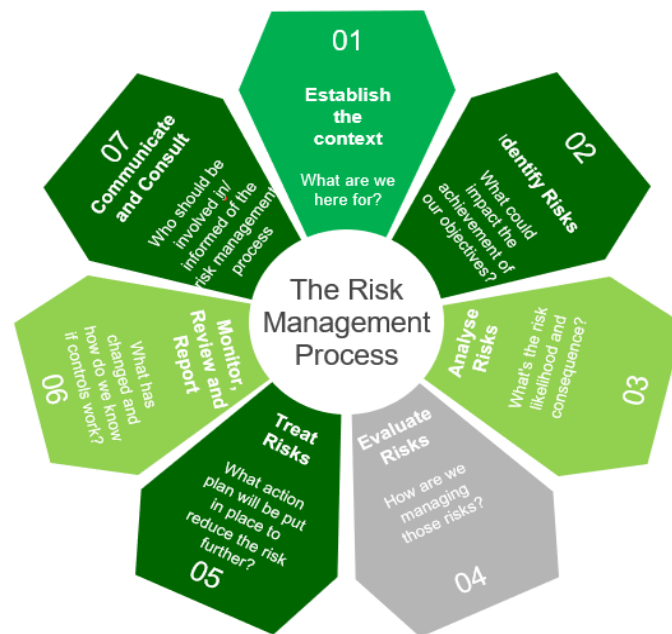 The Risk
Management
Process
01
Establish
the
context
What are we
here for?
02
identify Risks
What could
impact the
achievement of
our objectives?
03
Analyse
Risks
What's the risk
likelihood and
consequence?
04
Evaluate
Risks
How are we
managing
those risks?
05
Treat
Risks
What action
plan will be put
in place to
reduce the risk
further?
06
Monitor,
Review and
Report
What has
changed and
how do we know
if controls work?
07
Communicate
and Consult
Who should be
involved in/
informed of the
risk management
process